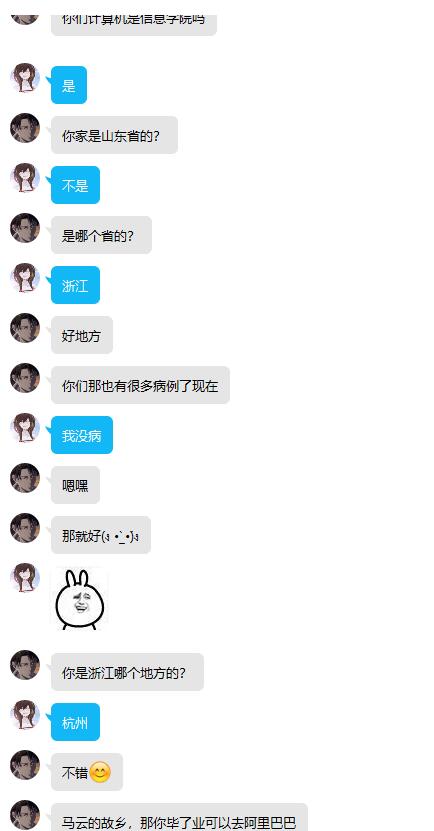 你们计算机是信息学院吗
是
你家是山东省的？
不是
是哪个省的？
浙江
好地方
你们那也有很多病例了现在
我没病
嗯嘿
那就好(ง •̀_•́)ง
你是浙江哪个地方的？
杭州
不错😊
马云的故乡，那你毕了业可以去阿里巴巴